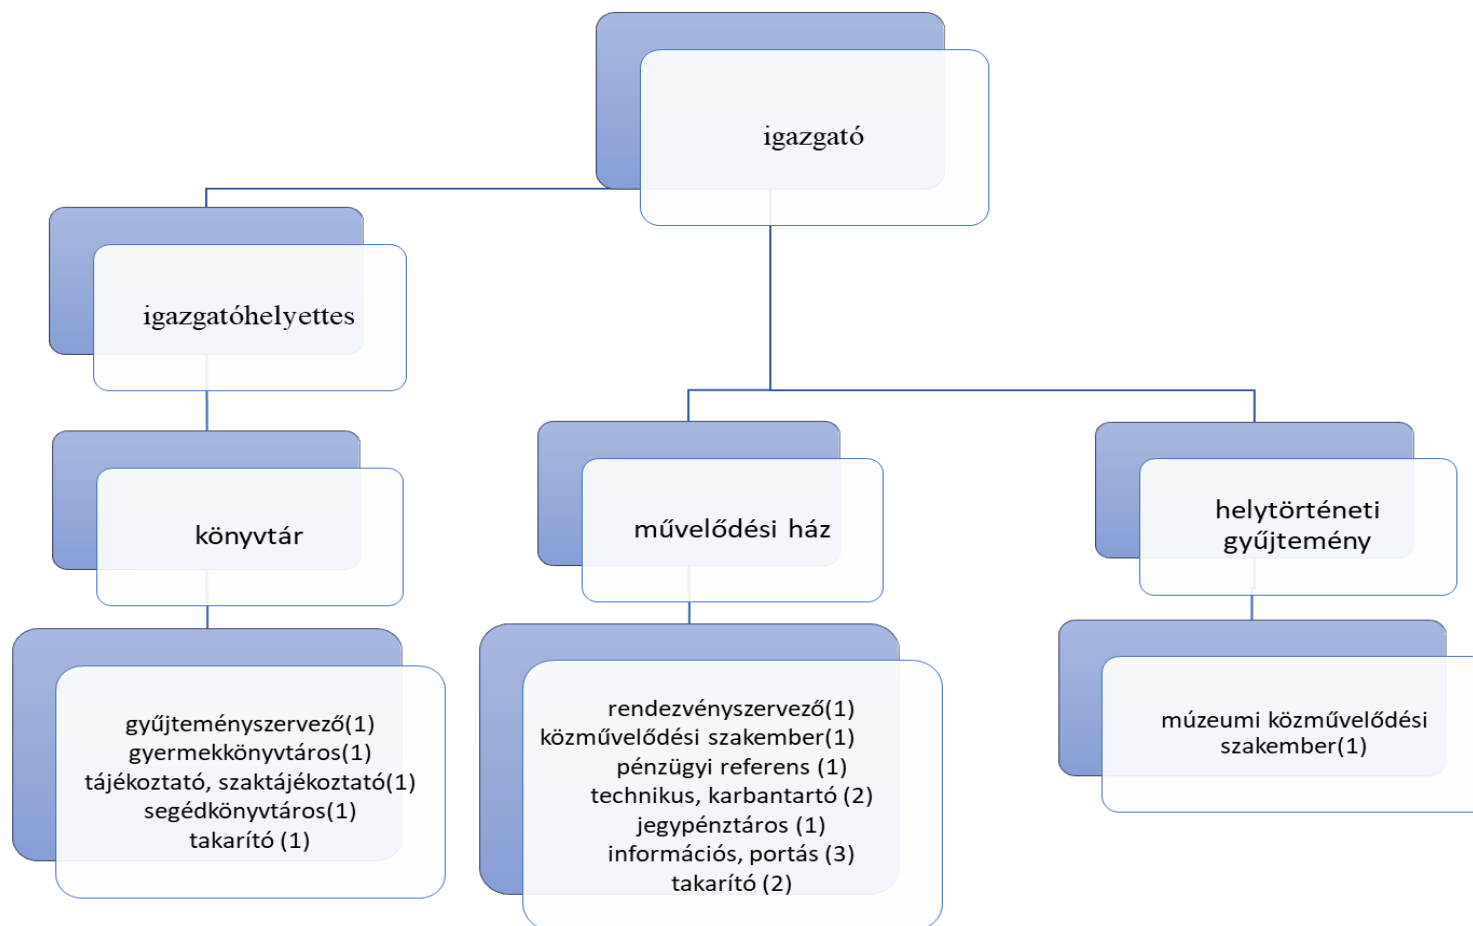 igazgató
igazgatóhelyettes
könyvtár
művelődési ház
helytörténeti
gyűjtemény
gyűjteményszervező(1)
gyermekkönyvtáros(1)
tájékoztató, szaktájékoztató(1)
segédkönyvtáros(1)
takarító (1)
rendezvényszervező(1)
közművelődési szakember(1)
pénzügyi referens (1)
technikus, karbantartó (2)
jegypénztáros (1)
információs, portás (3)
takarító (2)
múzeumi közművelődési
szakember(1)